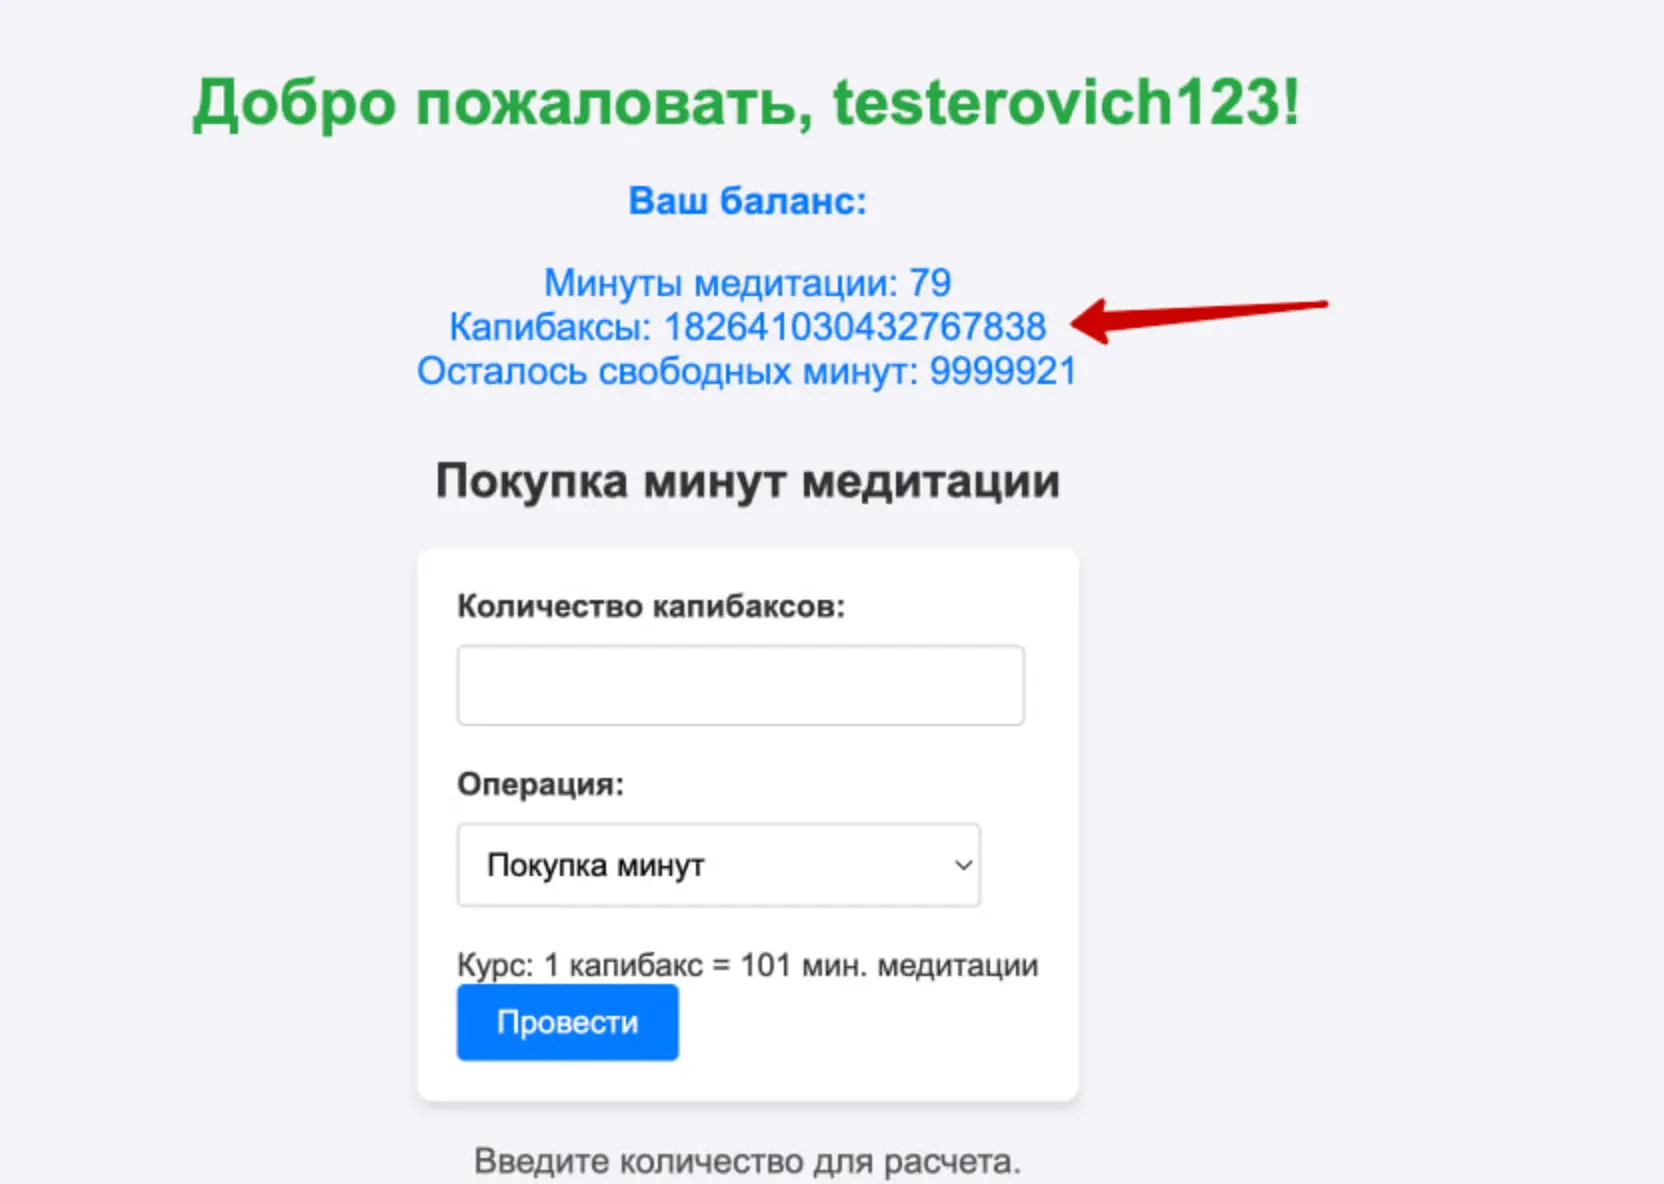 Добро пожаловать, testerovich123!
Ваш баланс:
Минуты медитации: 79
Капибаксы: 182641030432767838
Осталось свободных минут: 9999921
Покупка минут медитации
Количество капибаксов:
Операция:
Покупка минут
Курс: 1 капибакс = 101 мин. медитации
Провести
Введите количество для расчета.